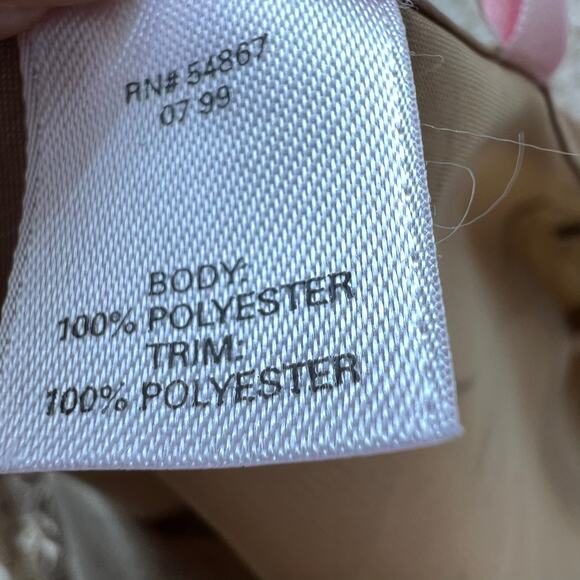 RN# 54867
07 99
BODY:
100% POLYESTER
TRIM:
100% POLYESTER